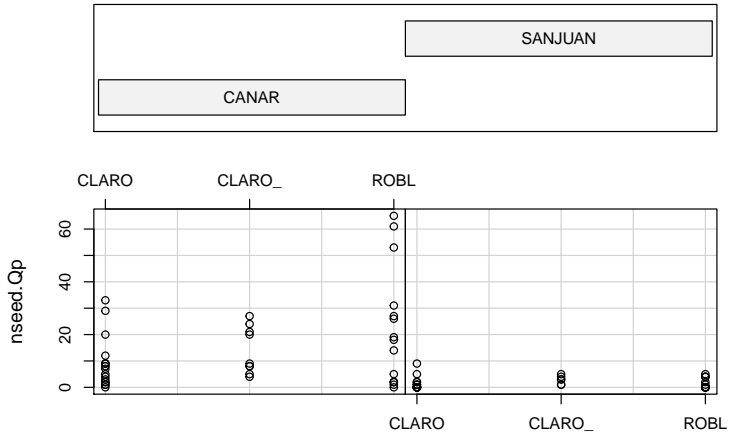 SANJUAN
CANAR
CLARO CLARO_ ROBL
60
40
20
0
nseed.Qp
CLARO CLARO_ ROBL